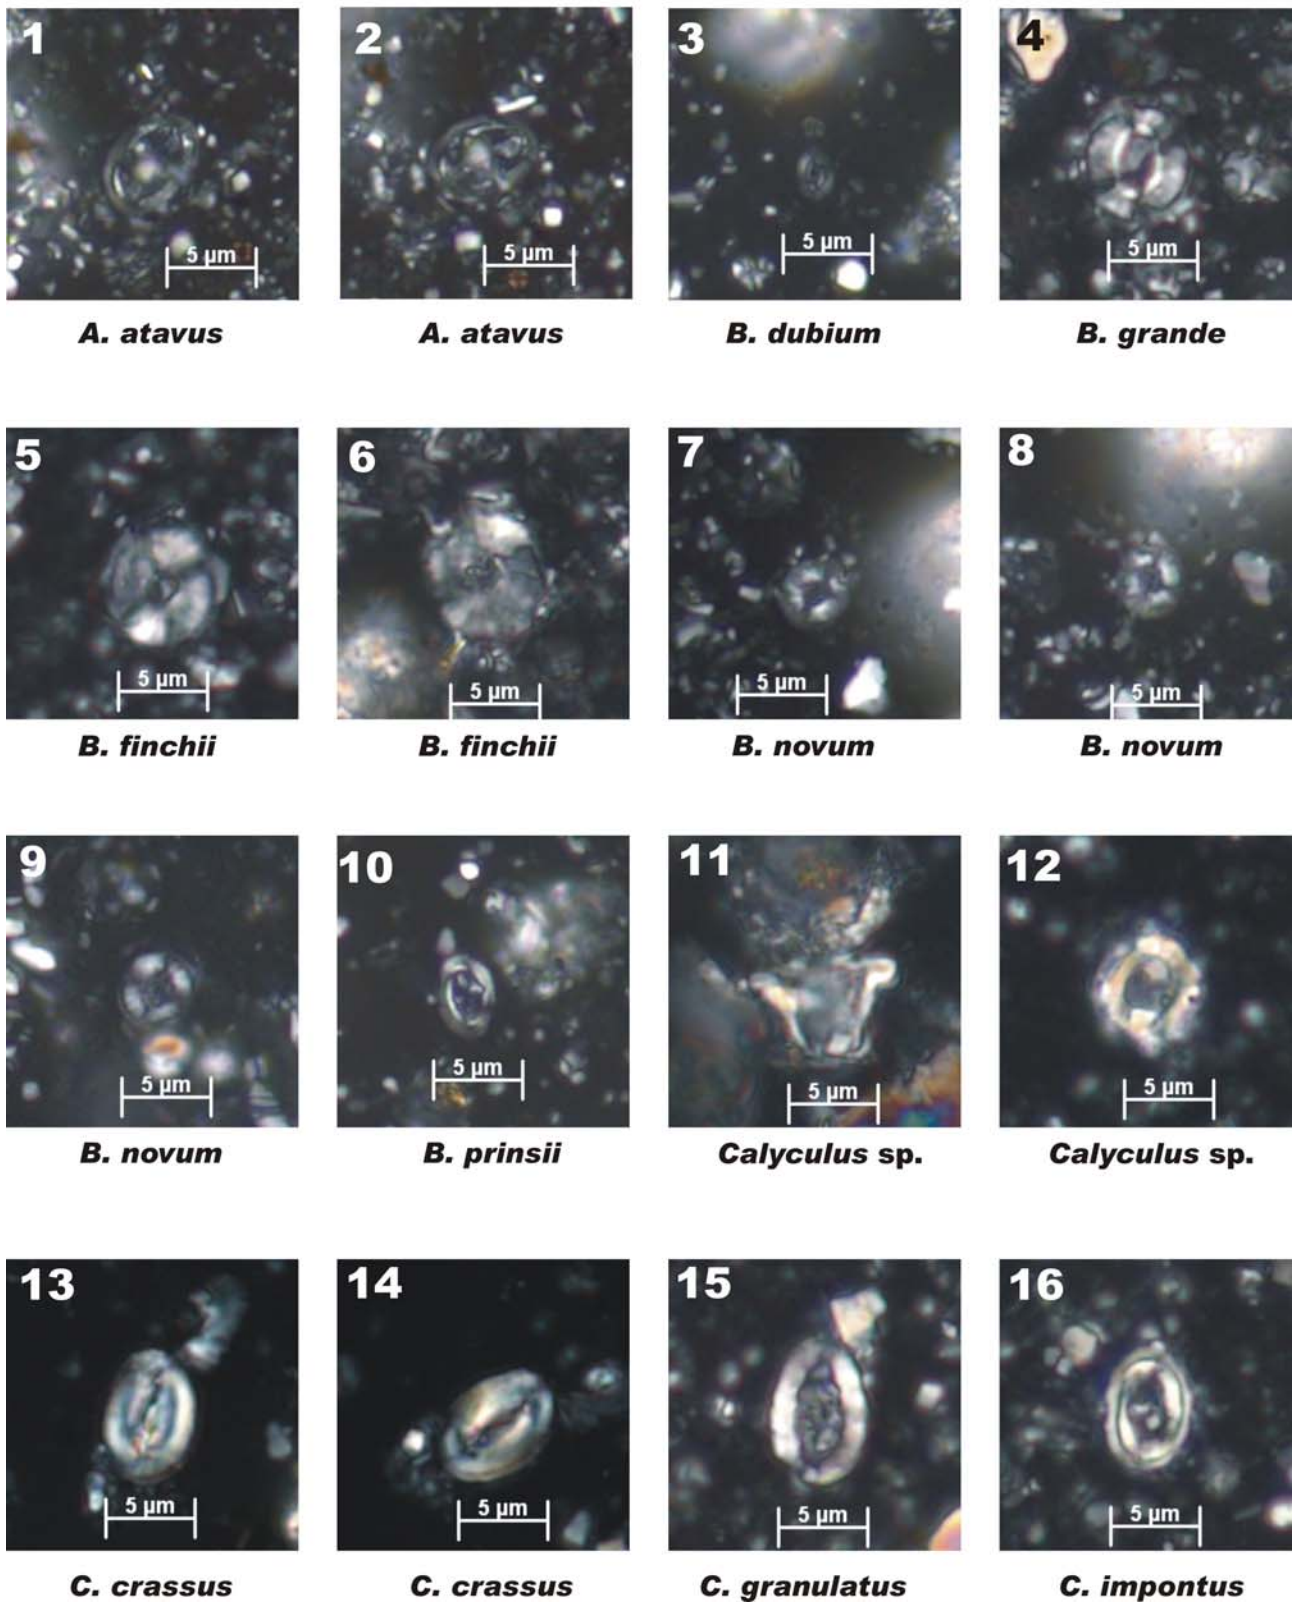 1 2 3 4
5 µm 5 µm 5 µm 5 µm
A. atavus A. atavus B. dubium B. grande
5 6 7 8
5 µm 5 µm 5 µm 5 µm
B. finchii B. finchii B. novum B. novum
9 10 11 12
5 µm 5 µm 5 µm 5 µm
B. novum B. prinsii Calyculus sp. Calyculus sp.
13 14 15 16
5 µm 5 µm 5 µm 5 µm
C. crassus C. crassus C. granulatus C. impontus